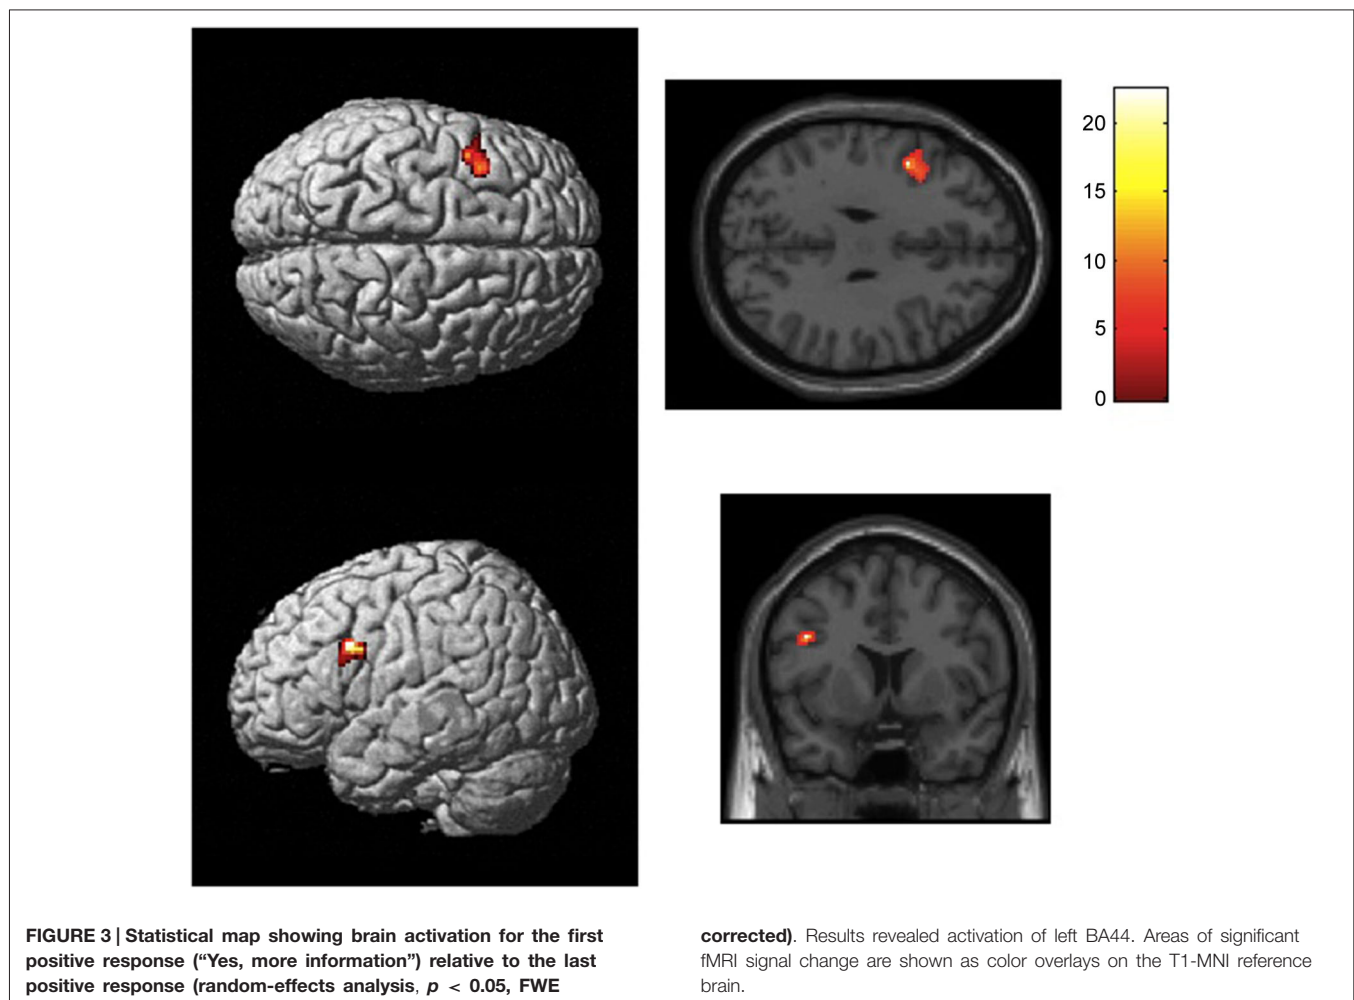 20
15
10
5
0
FIGURE 3 | Statistical map showing brain activation for the first
positive response (“Yes, more information”) relative to the last
positive response (random-effects analysis, p < 0.05, FWE
corrected). Results revealed activation of left BA44. Areas of significant
fMRI signal change are shown as color overlays on the T1-MNI reference
brain.